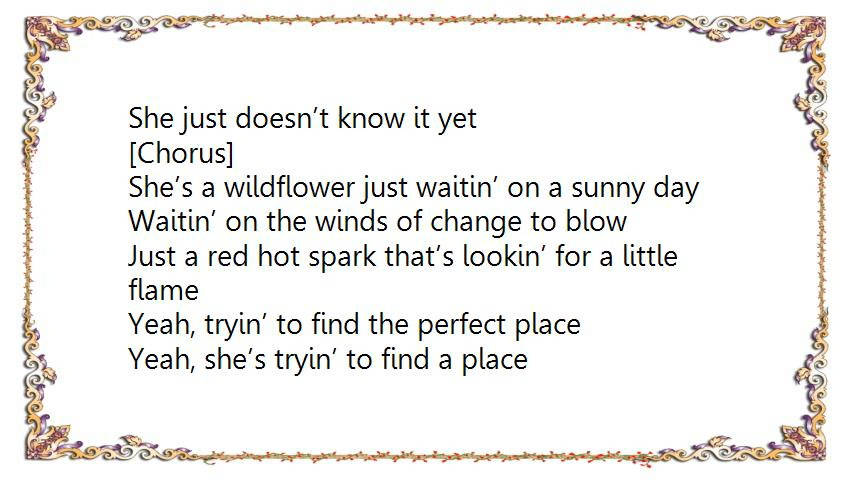 She just doesn’t know it yet
[Chorus]
She’s a wildflower just waitin’ on a sunny day
Waitin’ on the winds of change to blow
Just a red hot spark that’s lookin’ for a little
flame
Yeah, tryin’ to find the perfect place
Yeah, she’s tryin’ to find a place